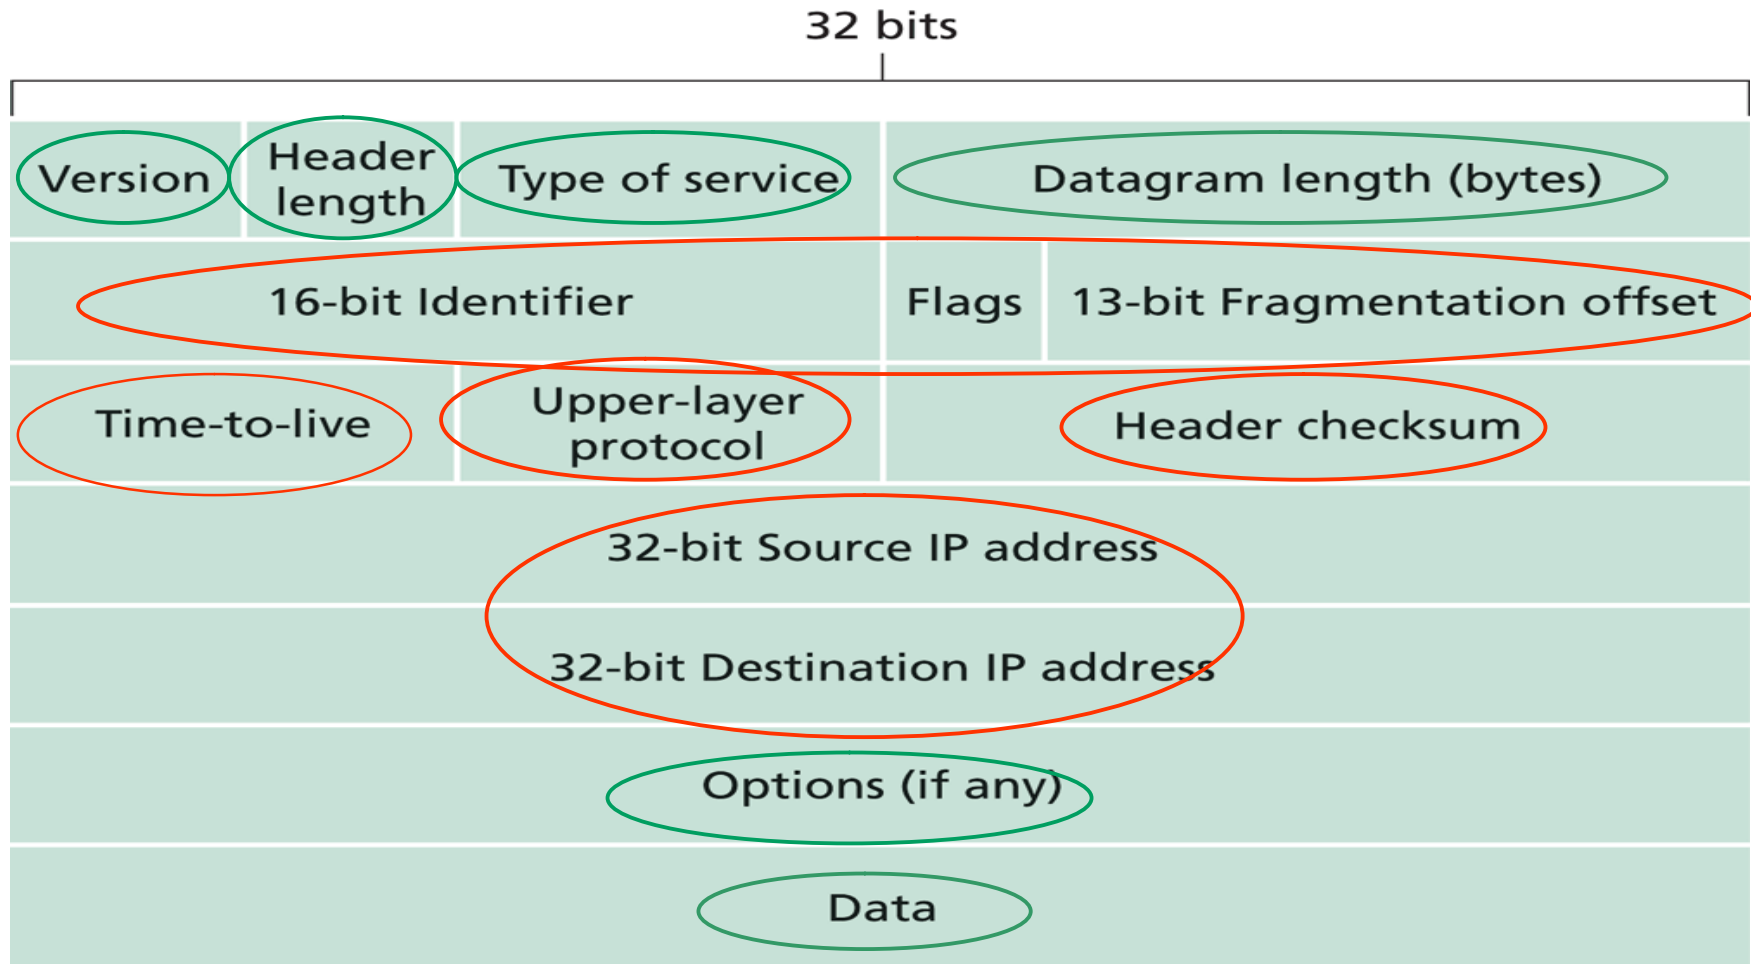 32 bits
Version
Header
length
Type of service
Datagram length (bytes)
16-bit Identifier
Flags
13-bit Fragmentation offset
Time-to-live
Upper-layer
protocol
Header checksum
32-bit Source IP address
32-bit Destination IP address
Options (if any)
Data